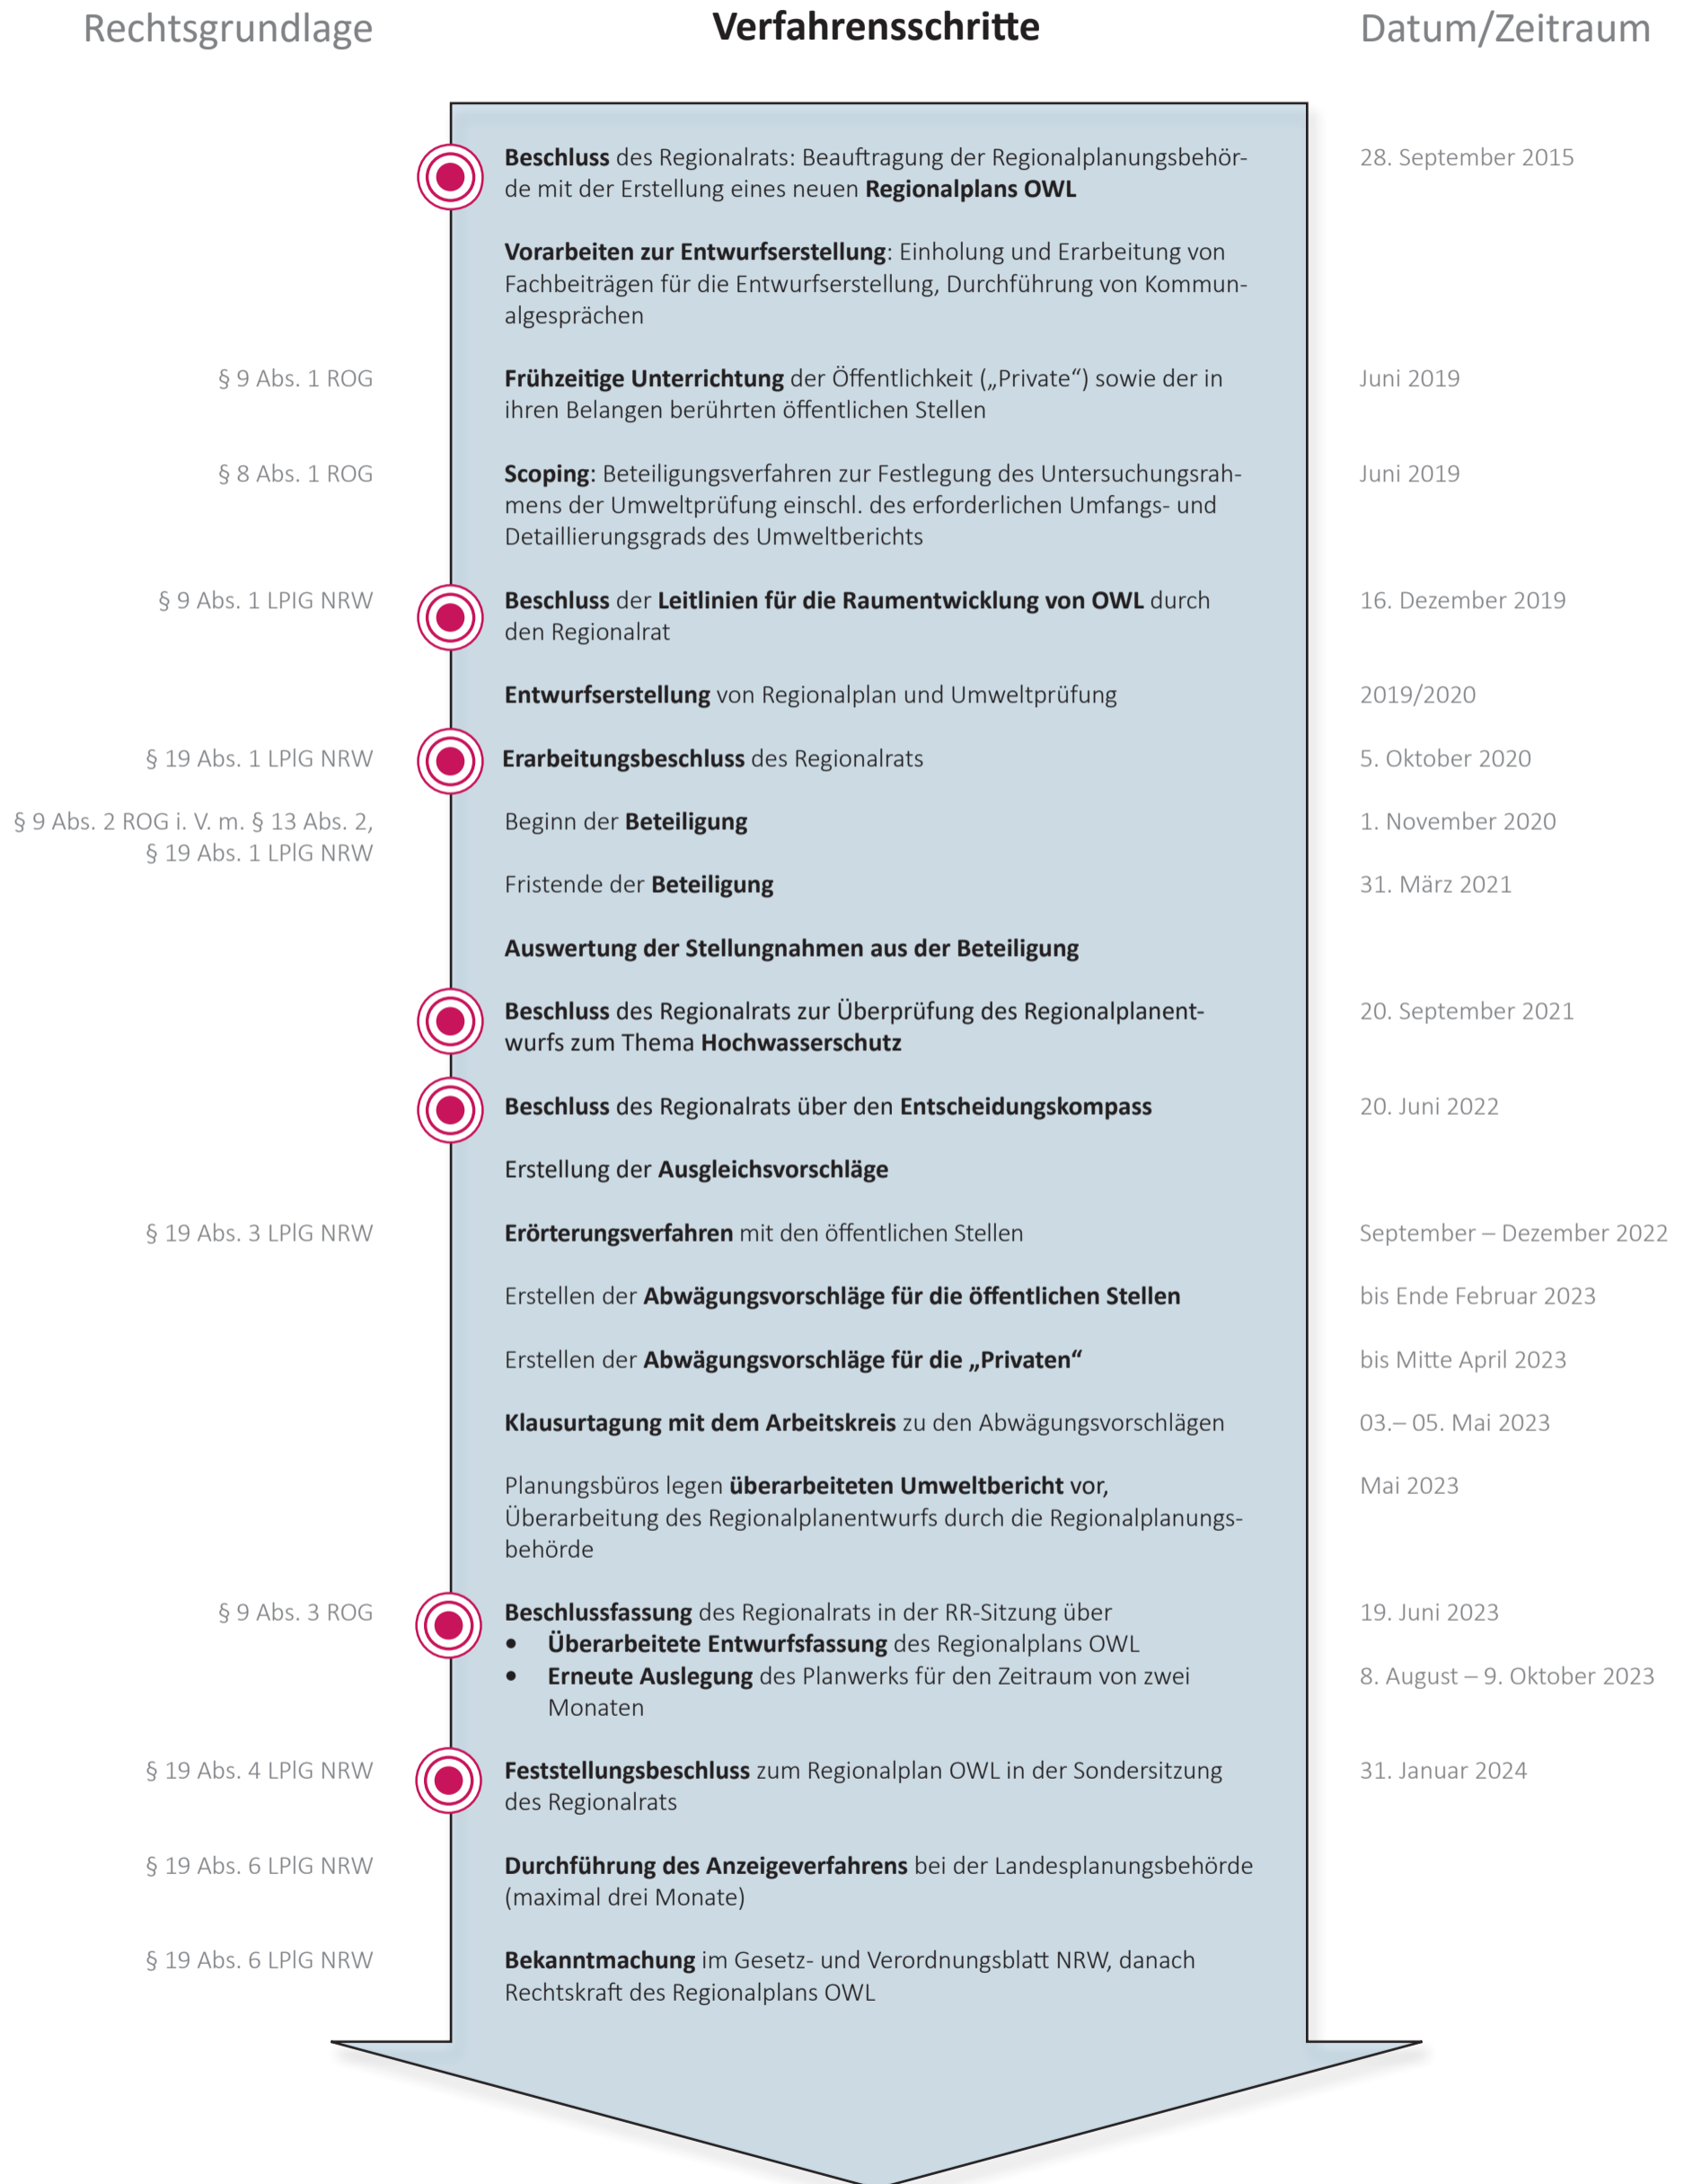 Rechtsgrundlage Verfahrensschritte Datum/Zeitraum
Beschluss des Regionalrats: Beauftragung der Regionalplanungsbehör- 28. September 2015
de mit der Erstellung eines neuen Regionalplans OWL
Vorarbeiten zur Entwurfserstellung: Einholung und Erarbeitung von
Fachbeiträgen für die Entwurfserstellung, Durchführung von Kommun-
algesprächen
§ 9 Abs. 1 ROG Frühzeitige Unterrichtung der Öffentlichkeit („Private“) sowie der in Juni 2019
ihren Belangen berührten öffentlichen Stellen
§ 8 Abs. 1 ROG Scoping: Beteiligungsverfahren zur Festlegung des Untersuchungsrah- Juni 2019
mens der Umweltprüfung einschl. des erforderlichen Umfangs- und
Detaillierungsgrads des Umweltberichts
§ 9 Abs. 1 LPlG NRW Beschluss der Leitlinien für die Raumentwicklung von OWL durch 16. Dezember 2019
den Regionalrat
Entwurfserstellung von Regionalplan und Umweltprüfung 2019/2020
§ 19 Abs. 1 LPlG NRW Erarbeitungsbeschluss des Regionalrats 5. Oktober 2020
§ 9 Abs. 2 ROG i. V. m. § 13 Abs. 2, Beginn der Beteiligung 1. November 2020
§ 19 Abs. 1 LPlG NRW
Fristende der Beteiligung 31. März 2021
Auswertung der Stellungnahmen aus der Beteiligung
Beschluss des Regionalrats zur Überprüfung des Regionalplanent- 20. September 2021
wurfs zum Thema Hochwasserschutz
Beschluss des Regionalrats über den Entscheidungskompass 20. Juni 2022
Erstellung der Ausgleichsvorschläge
§ 19 Abs. 3 LPlG NRW Erörterungsverfahren mit den öffentlichen Stellen September – Dezember 2022
Erstellen der Abwägungsvorschläge für die öffentlichen Stellen bis Ende Februar 2023
Erstellen der Abwägungsvorschläge für die „Privaten“ bis Mitte April 2023
Klausurtagung mit dem Arbeitskreis zu den Abwägungsvorschlägen 03.– 05. Mai 2023
Planungsbüros legen überarbeiteten Umweltbericht vor, Mai 2023
Überarbeitung des Regionalplanentwurfs durch die Regionalplanungs-
behörde
§ 9 Abs. 3 ROG Beschlussfassung des Regionalrats in der RR-Sitzung über 19. Juni 2023
• Überarbeitete Entwurfsfassung des Regionalplans OWL
• Erneute Auslegung des Planwerks für den Zeitraum von zwei 8. August – 9. Oktober 2023
Monaten
§ 19 Abs. 4 LPlG NRW Feststellungsbeschluss zum Regionalplan OWL in der Sondersitzung 31. Januar 2024
des Regionalrats
§ 19 Abs. 6 LPlG NRW Durchführung des Anzeigeverfahrens bei der Landesplanungsbehörde
(maximal drei Monate)
§ 19 Abs. 6 LPlG NRW Bekanntmachung im Gesetz- und Verordnungsblatt NRW, danach
Rechtskraft des Regionalplans OWL